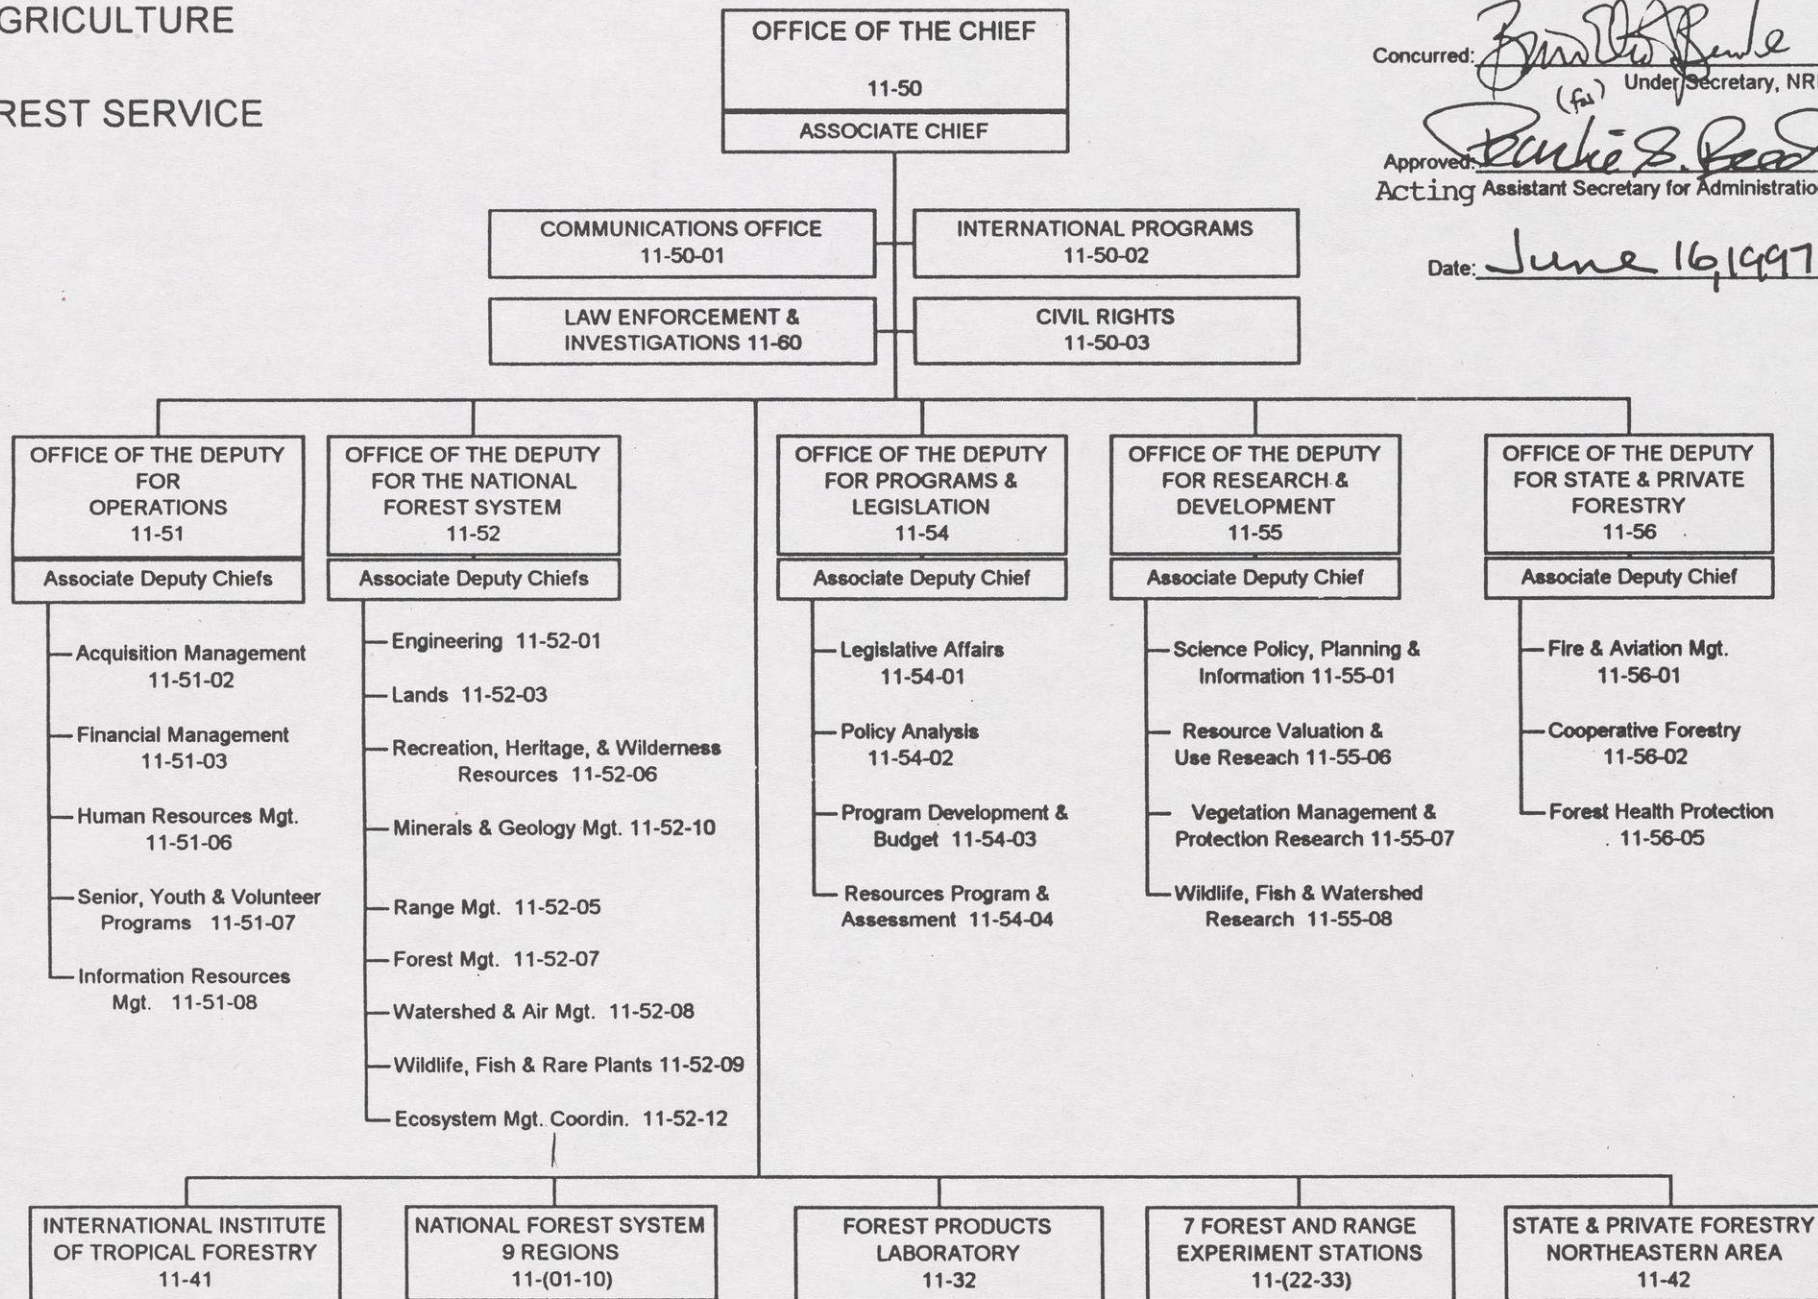 GRICULTURE
REST SERVICE
OFFICE OF THE CHIEF
11-50
ASSOCIATE CHIEF
Concurred:
(for)
Under Secretary, NR
Approved:
Acting Assistant Secretary for Administratio
Date: June 16, 1997
COMMUNICATIONS OFFICE
11-50-01
INTERNATIONAL PROGRAMS
11-50-02
LAW ENFORCEMENT &
INVESTIGATIONS 11-60
CIVIL RIGHTS
11-50-03
OFFICE OF THE DEPUTY
FOR
OPERATIONS
11-51
Associate Deputy Chiefs
Acquisition Management
11-51-02
Financial Management
11-51-03
Human Resources Mgt.
11-51-06
Senior, Youth & Volunteer
Programs 11-51-07
Information Resources
Mgt. 11-51-08
OFFICE OF THE DEPUTY
FOR THE NATIONAL
FOREST SYSTEM
11-52
Associate Deputy Chiefs
Engineering 11-52-01
Lands 11-52-03
Recreation, Heritage, & Wilderness
Resources 11-52-06
Minerals & Geology Mgt. 11-52-10
Range Mgt. 11-52-05
Forest Mgt. 11-52-07
Watershed & Air Mgt. 11-52-08
Wildlife, Fish & Rare Plants 11-52-09
Ecosystem Mgt. Coordin. 11-52-12
OFFICE OF THE DEPUTY
FOR PROGRAMS &
LEGISLATION
11-54
Associate Deputy Chief
Legislative Affairs
11-54-01
Policy Analysis
11-54-02
Program Development &
Budget 11-54-03
Resources Program &
Assessment 11-54-04
OFFICE OF THE DEPUTY
FOR RESEARCH &
DEVELOPMENT
11-55
Associate Deputy Chief
Science Policy, Planning &
Information 11-55-01
Resource Valuation &
Use Reseach 11-55-06
Vegetation Management &
Protection Research 11-55-07
Wildlife, Fish & Watershed
Research 11-55-08
OFFICE OF THE DEPUTY
FOR STATE & PRIVATE
FORESTRY
11-56
Associate Deputy Chief
Fire & Aviation Mgt.
11-56-01
Cooperative Forestry
11-56-02
Forest Health Protection
11-56-05
INTERNATIONAL INSTITUTE
OF TROPICAL FORESTRY
11-41
NATIONAL FOREST SYSTEM
9 REGIONS
11-(01-10)
FOREST PRODUCTS
LABORATORY
11-32
7 FOREST AND RANGE
EXPERIMENT STATIONS
11-(22-33)
STATE & PRIVATE FORESTRY
NORTHEASTERN AREA
11-42